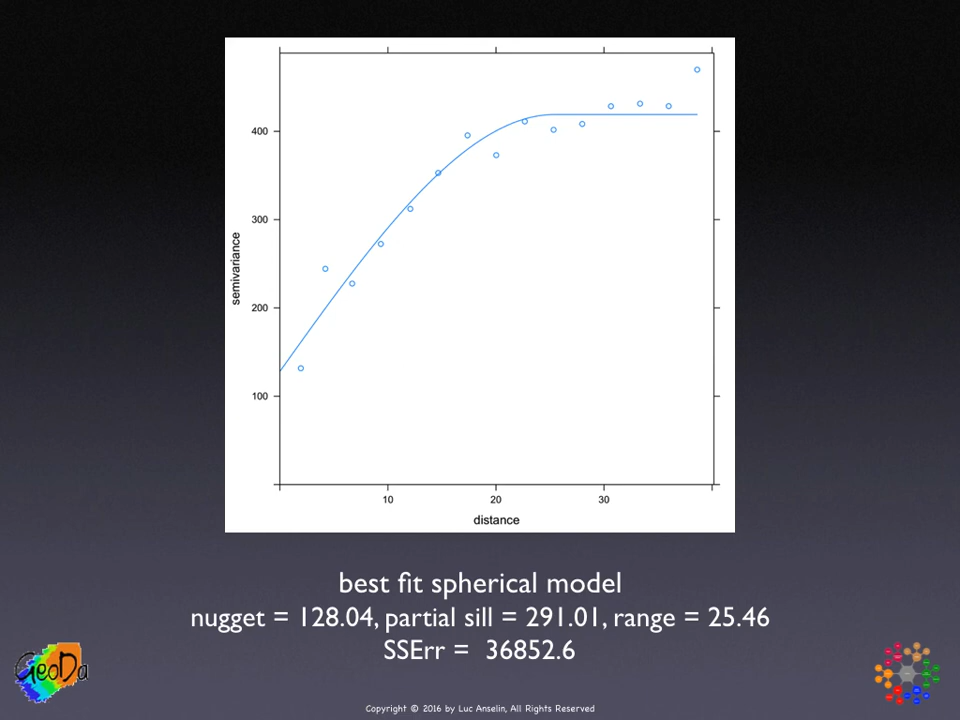 400
300
200
100
semivariance
10 20 30
distance
best fit spherical model
nugget = 128.04, partial sill = 291.01, range = 25.46
SSErr = 36852.6
GeoDa
Copyright © 2016 by Luc Anselin, All Rights Reserved